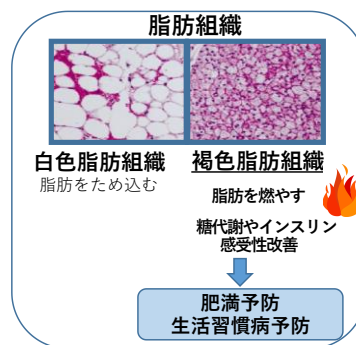 脂肪組織
白色脂肪組織
脂肪をため込む
褐色脂肪組織
脂肪を燃やす
糖代謝やインスリン
感受性改善
肥満予防
生活習慣病予防